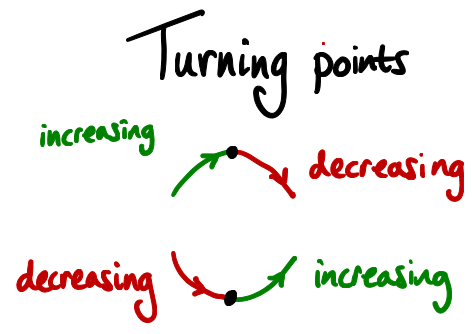 Turning points
increasing
decreasing
decreasing
increasing